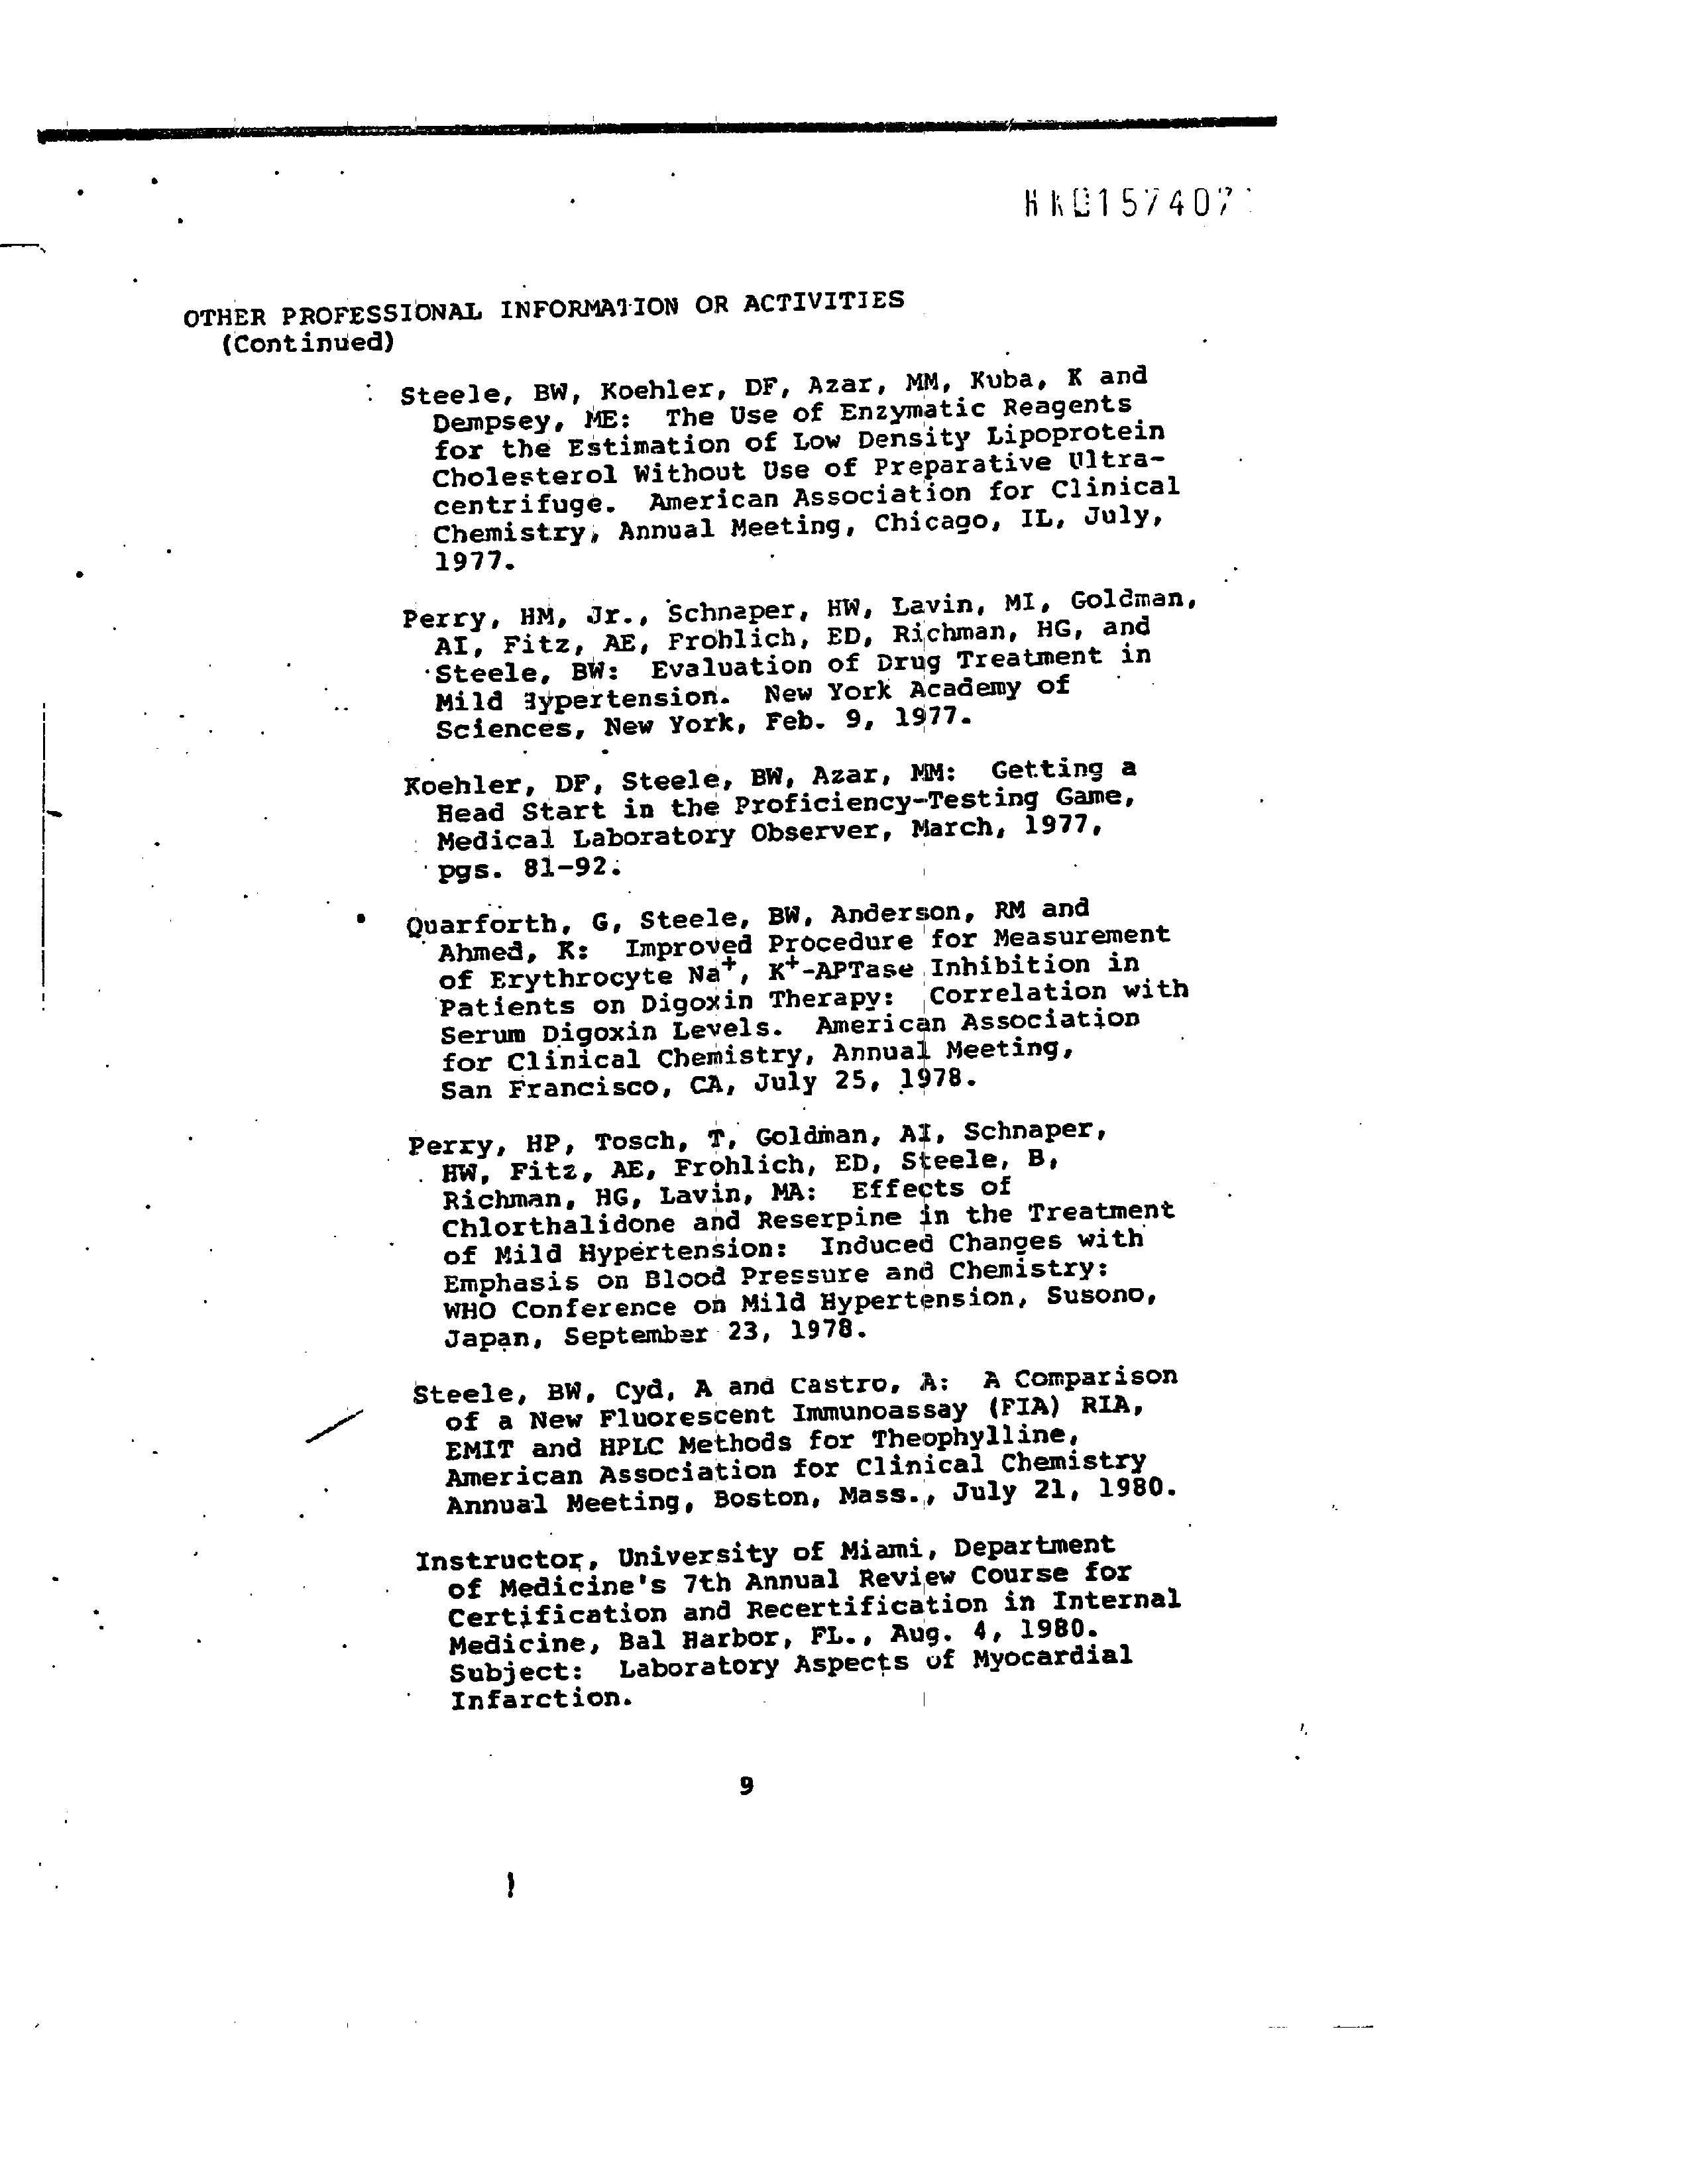 OTHER PROFESSIONAL INFORMATION OR ACTIVITIES
(Continued)
Steele, BW, Koehler, DF, Azar, MM, Kuba, K and
Dempsey, ME: The Use of Enzymatic Reagents
for the Estimation of Low Density Lipoprotein
Cholesterol Without Use of Preparative Ultra-
centrifuge. American Association for Clinical
Chemistry, Annual Meeting, Chicago, IL, July,
1977.
Perry, HM, Jr., Schnaper, HW, Lavin, MI, Goldman,
AI, Fitz, AE, Frohlich, ED, Richman, HG, and
Steele, BW: Evaluation of Drug Treatment in
Mild Hypertension. New York Academy of
Sciences, New York, Feb. 9, 1977.
Koehler, DF, Steele, BW, Azar, MM: Getting a
Head Start in the Proficiency-Testing Game,
Medical Laboratory Observer, March, 1977,
pgs. 81-92.
Quarforth, G, Steele, BW, Anderson, RM and
Ahmed, K: Improved Procedure for Measurement
of Erythrocyte Na+, K+-APTase Inhibition in
Patients on Digoxin Therapy: Correlation with
Serum Digoxin Levels. American Association
for Clinical Chemistry, Annual Meeting,
San Francisco, CA, July 25, 1978.
Perry, HP, Tosch, T, Goldman, AI, Schnaper,
HW, Fitz, AE, Frohlich, ED, Steele, B,
Richman, HG, Lavin, MA: Effects of
Chlorthalidone and Reserpine in the Treatment
of Mild Hypertension: Induced Changes with
Emphasis on Blood Pressure and Chemistry:
WHO Conference on Mild Hypertension, Susono,
Japan, September 23, 1978.
Steele, BW, Cyd, A and Castro, A: A Comparison
of a New Fluorescent Immunoassay (FIA) RIA,
EMIT and HPLC Methods for Theophylline,
American Association for Clinical Chemistry
Annual Meeting, Boston, Mass., July 21, 1980.
Instructor, University of Miami, Department
of Medicine's 7th Annual Review Course for
Certification and Recertification in Internal
Medicine, Bal Harbor, FL., Aug. 4, 1980.
Subject: Laboratory Aspects of Myocardial
Infarction.
9